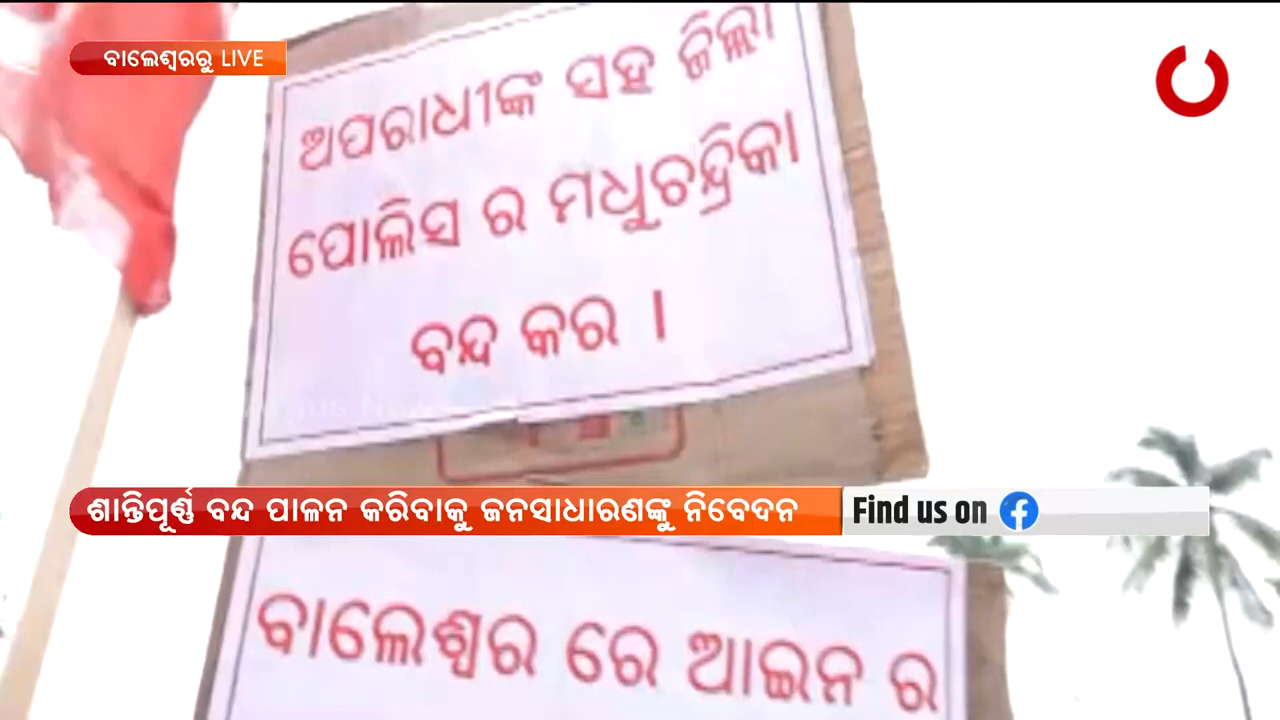 ବାଲେଶ୍ୱରରୁ LIVE
ଅପରାଧୀଙ୍କ ସହ ଜିଲ୍ଲା
ପୋଲିସ ର ମଧୁଚନ୍ଦ୍ରିକା
ବନ୍ଦ କର ।
ଶାନ୍ତିପୂର୍ଣ୍ଣ ବନ୍ଦ ପାଳନ କରିବାକୁ ଜନସାଧାରଣଙ୍କୁ ନିବେଦନ
Find us on
ବାଲେଶ୍ୱର ରେ ଆଇନ ର